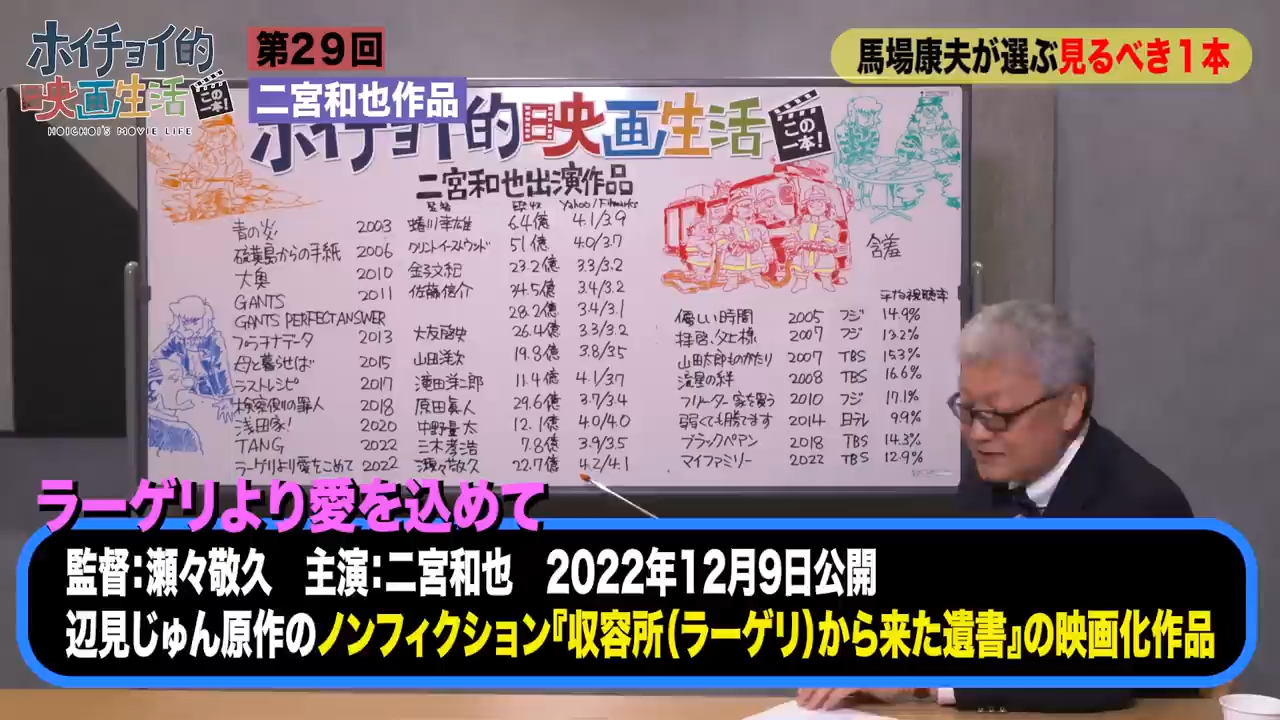 ホイチョイ的
映画生活
この一本!
HOICHOI'S MOVIE LIFE
第29回
二宮和也作品
馬場康夫が選ぶ見るべき1本
ホイチョイ的映画生活
この一本!
二宮和也出演作品
監督 興収 Yahoo/Filmarks
青の炎 2003 蜷川幸雄 6.4億 4.1/3.9
硫黄島からの手紙 2006 クリント・イーストウッド 51億 4.0/3.7
大奥 2010 金子文紀 23.2億 3.3/3.2
GANTS 2011 佐藤信介 34.5億 3.4/3.2
GANTS PERFECT ANSWER 28.2億 3.4/3.1
プラチナデータ 2013 大友啓史 26.4億 3.3/3.2
母と暮せば 2015 山田洋次 19.8億 3.8/3.5
ラストレシピ 2017 滝田洋二郎 11.4億 4.1/3.7
検察側の罪人 2018 原田眞人 29.6億 3.7/3.4
浅田家! 2020 中野量太 12.1億 4.0/4.0
TANG 2022 三木孝浩 7.8億 3.9/3.5
ラーゲリより愛をこめて 2022 瀬々敬久 22.7億 4.2/4.1
含羞
平均視聴率
優しい時間 2005 フジ 14.9%
拝啓、父上様 2007 フジ 13.2%
山田太郎ものがたり 2007 TBS 15.3%
流星の絆 2008 TBS 16.6%
フリーター 家を買う 2010 フジ 17.1%
弱くても勝てます 2014 日テレ 9.9%
ブラックペアン 2018 TBS 14.3%
マイファミリー 2022 TBS 12.9%
ラーゲリより愛を込めて
監督:瀬々敬久 主演:二宮和也 2022年12月9日公開
辺見じゅん原作のノンフィクション『収容所(ラーゲリ)から来た遺書』の映画化作品